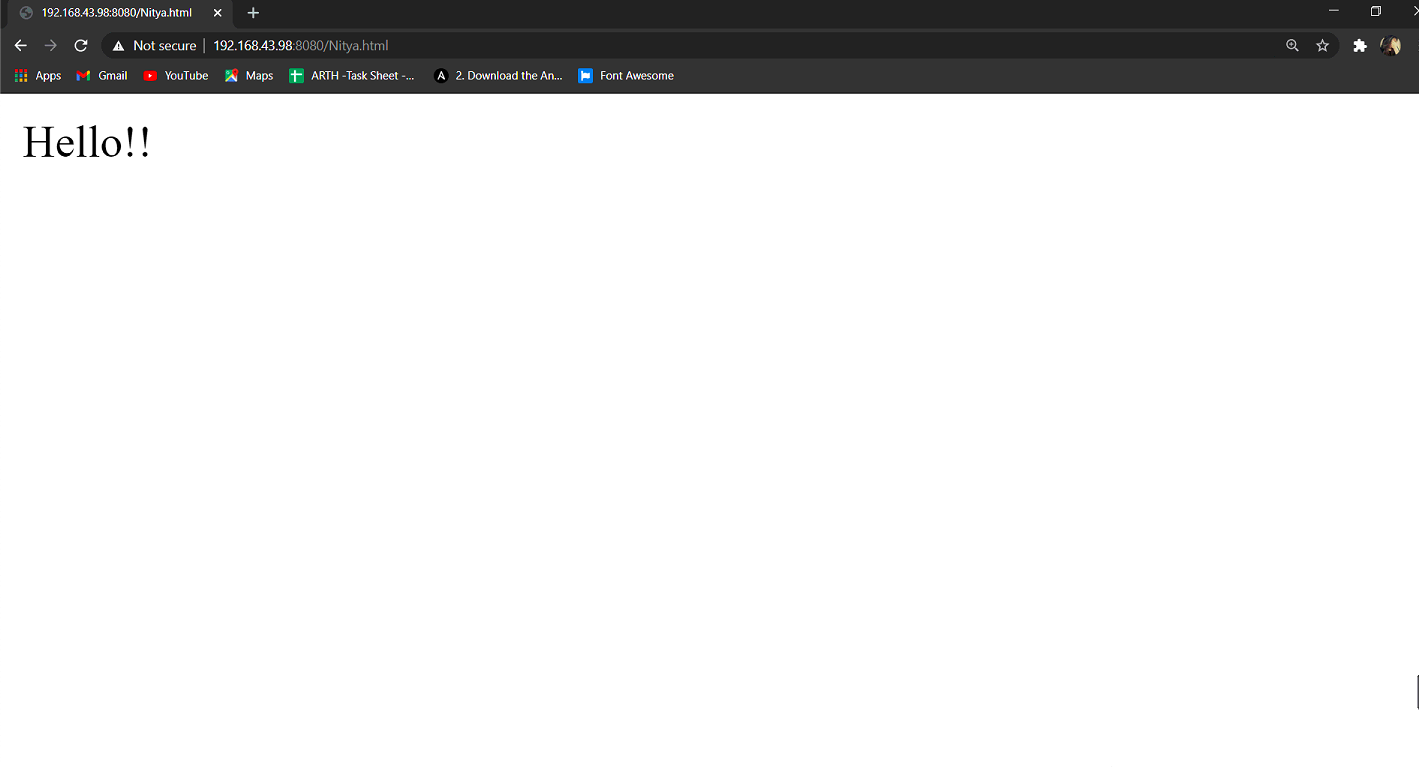 192.168.43.98:8080/Nitya.html
Not secure | 192.168.43.98:8080/Nitya.html
Apps Gmail YouTube Maps ARTH -Task Sheet -... A 2. Download the An... Font Awesome
Hello!!